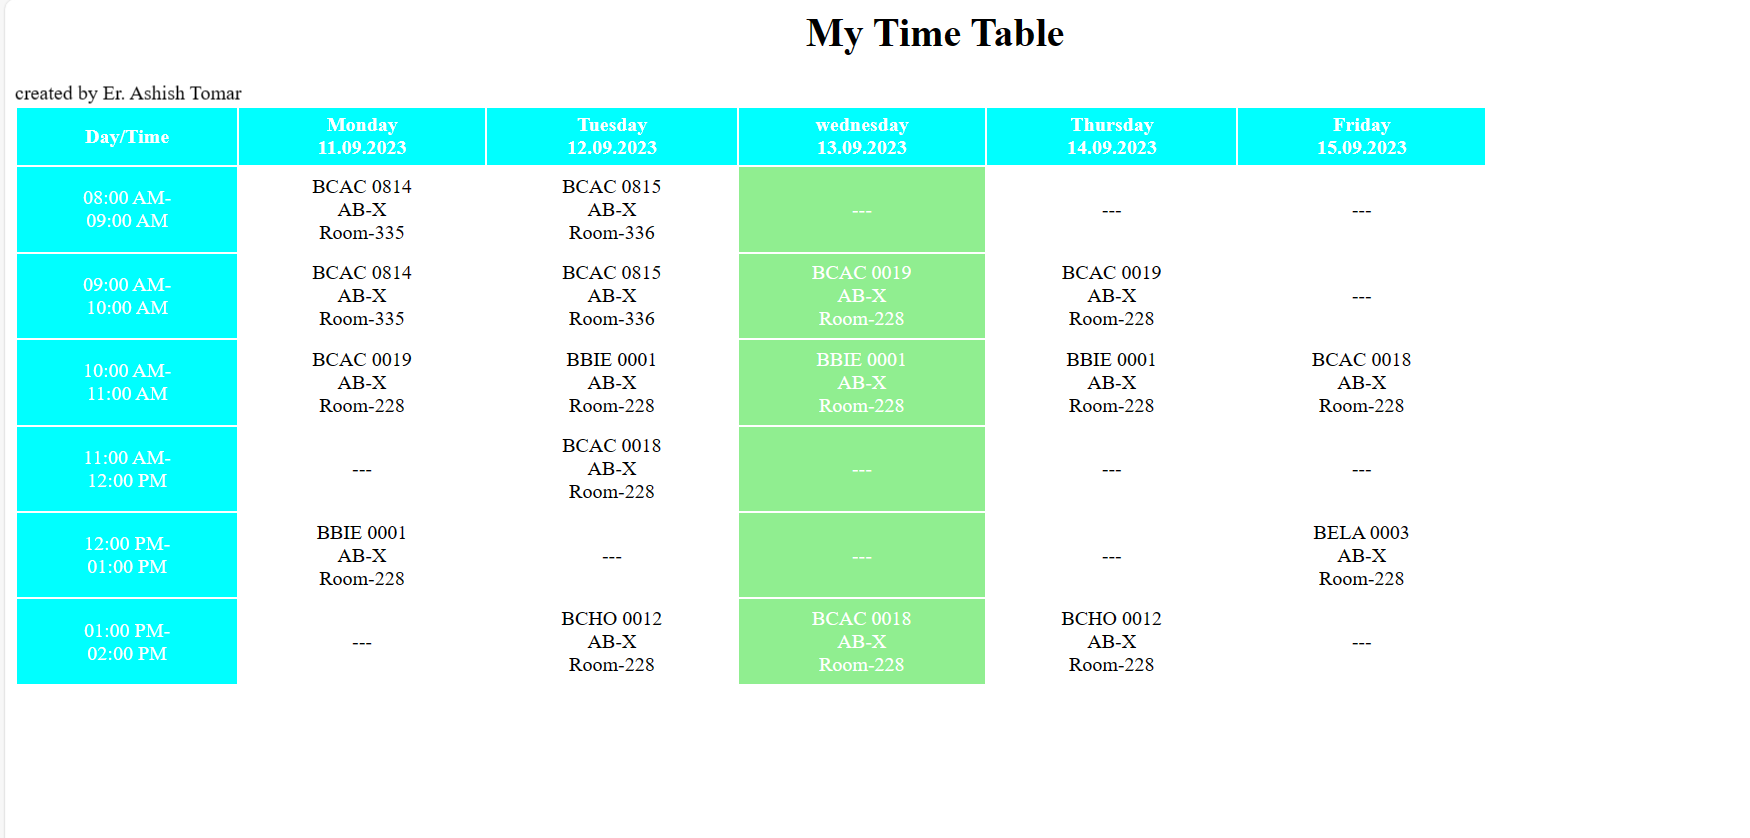 My Time Table
created by Er. Ashish Tomar
Day/Time
Monday
11.09.2023
Tuesday
12.09.2023
wednesday
13.09.2023
Thursday
14.09.2023
Friday
15.09.2023
08:00 AM-
09:00 AM
BCAC 0814
AB-X
Room-335
BCAC 0815
AB-X
Room-336
---
---
---
09:00 AM-
10:00 AM
BCAC 0814
AB-X
Room-335
BCAC 0815
AB-X
Room-336
BCAC 0019
AB-X
Room-228
BCAC 0019
AB-X
Room-228
---
10:00 AM-
11:00 AM
BCAC 0019
AB-X
Room-228
BBIE 0001
AB-X
Room-228
BBIE 0001
AB-X
Room-228
BBIE 0001
AB-X
Room-228
BCAC 0018
AB-X
Room-228
11:00 AM-
12:00 PM
---
BCAC 0018
AB-X
Room-228
---
---
---
12:00 PM-
01:00 PM
BBIE 0001
AB-X
Room-228
---
---
---
BELA 0003
AB-X
Room-228
01:00 PM-
02:00 PM
---
BCHO 0012
AB-X
Room-228
BCAC 0018
AB-X
Room-228
BCHO 0012
AB-X
Room-228
---